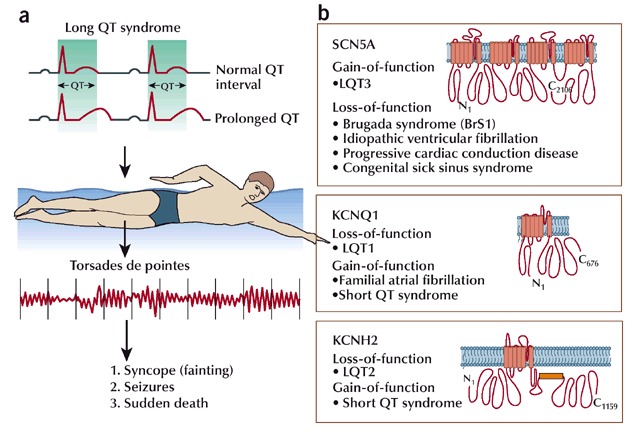 a
Long QT syndrome
Normal QT
interval
QT
QT
Prolonged QT
Torsades de pointes
1. Syncope (fainting)
2. Seizures
3. Sudden death
b
SCN5A
Gain-of-function
•LQT3
Loss-of-function
• Brugada syndrome (BrS1)
• Idiopathic ventricular fibrillation
• Progressive cardiac conduction disease
• Congenital sick sinus syndrome
N1
C2106
KCNQ1
Loss-of-function
• LQT1
Gain-of-function
•Familial atrial fibrillation
•Short QT syndrome
N1
C676
KCNH2
Loss-of-function
• LQT2
Gain-of-function
• Short QT syndrome
N1
C1159